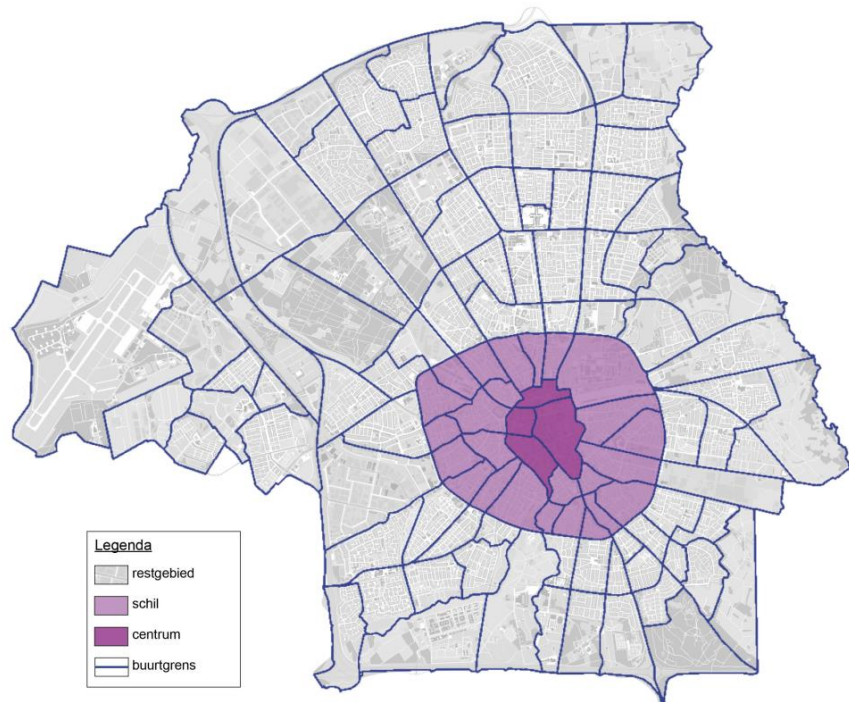 Legenda
restgebied
schil
centrum
buurtgrens